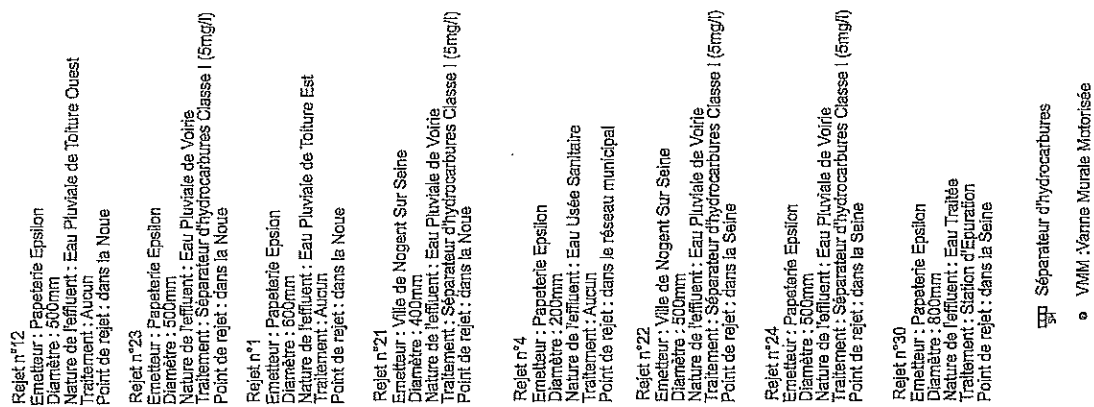 Rejet n°12
Emetteur : Papeterie Epsilon
Diamètre : 500mm
Nature de l'effluent : Eau Pluviale de Toiture Ouest
Traitement : Aucun
Point de rejet : dans la Noue
Rejet n°23
Emetteur : Papeterie Epsilon
Diamètre : 500mm
Nature de l'effluent : Eau Pluviale de Voirie
Traitement : Séparateur d'hydrocarbures Classe I (5mg/l)
Point de rejet : dans la Noue
Rejet n°1
Emetteur : Papeterie Epsilon
Diamètre : 600mm
Nature de l'effluent : Eau Pluviale de Toiture Est
Traitement : Aucun
Point de rejet : dans la Noue
Rejet n°21
Emetteur : Ville de Nogent Sur Seine
Diamètre : 400mm
Nature de l'effluent : Eau Pluviale de Voirie
Traitement : Séparateur d'hydrocarbures Classe I (5mg/l)
Point de rejet : dans la Noue
Rejet n°4
Emetteur : Papeterie Epsilon
Diamètre : 200mm
Nature de l'effluent : Eau Usée Sanitaire
Traitement : Aucun
Point de rejet : dans le réseau municipal
Rejet n°22
Emetteur : Ville de Nogent Sur Seine
Diamètre : 500mm
Nature de l'effluent : Eau Pluviale de Voirie
Traitement : Séparateur d'hydrocarbures Classe I (5mg/l)
Point de rejet : dans la Seine
Rejet n°24
Emetteur : Papeterie Epsilon
Diamètre : 500mm
Nature de l'effluent : Eau Pluviale de Voirie
Traitement : Séparateur d'hydrocarbures Classe I (5mg/l)
Point de rejet : dans la Seine
Rejet n°30
Emetteur : Papeterie Epsilon
Diamètre : 800mm
Nature de l'effluent : Eau Traitée
Traitement : Station d'Epuration
Point de rejet : dans la Seine
SH Séparateur d'hydrocarbures
VMM :Vanne Murale Motorisée